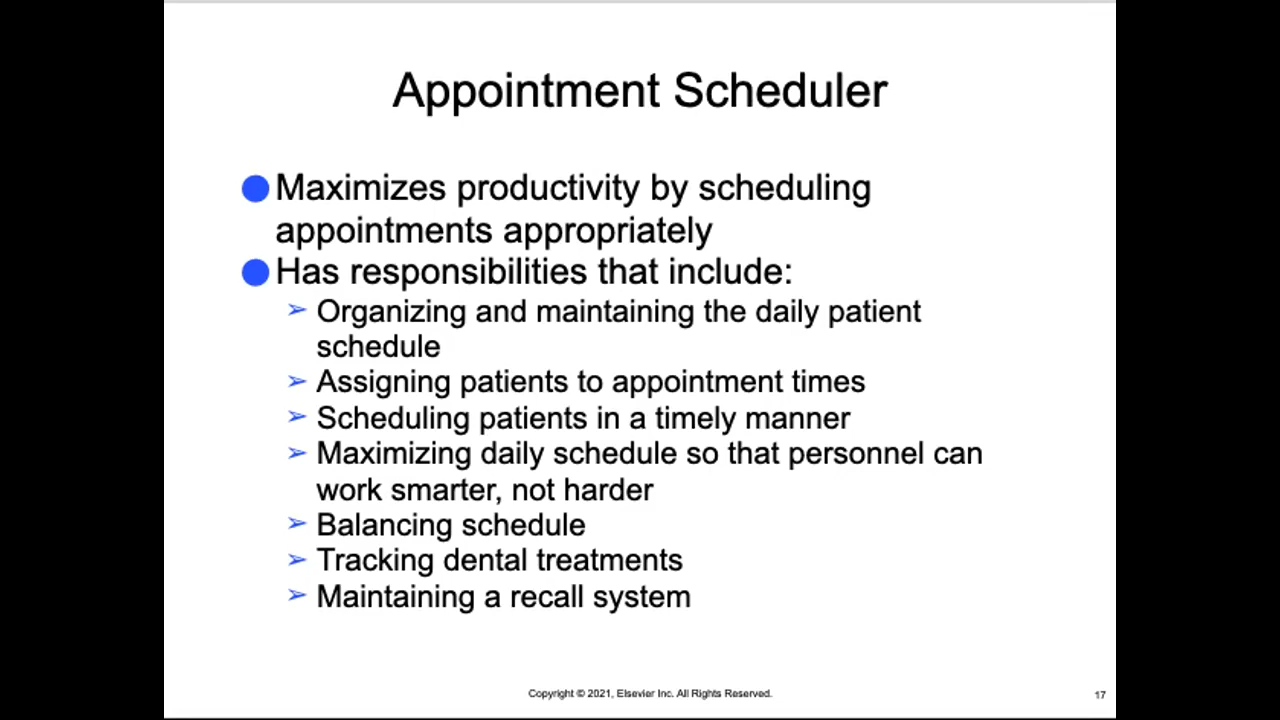 Appointment Scheduler
Maximizes productivity by scheduling
appointments appropriately
Has responsibilities that include:
Organizing and maintaining the daily patient
schedule
Assigning patients to appointment times
Scheduling patients in a timely manner
Maximizing daily schedule so that personnel can
work smarter, not harder
Balancing schedule
Tracking dental treatments
Maintaining a recall system
Copyright © 2021, Elsevier Inc. All Rights Reserved.
17